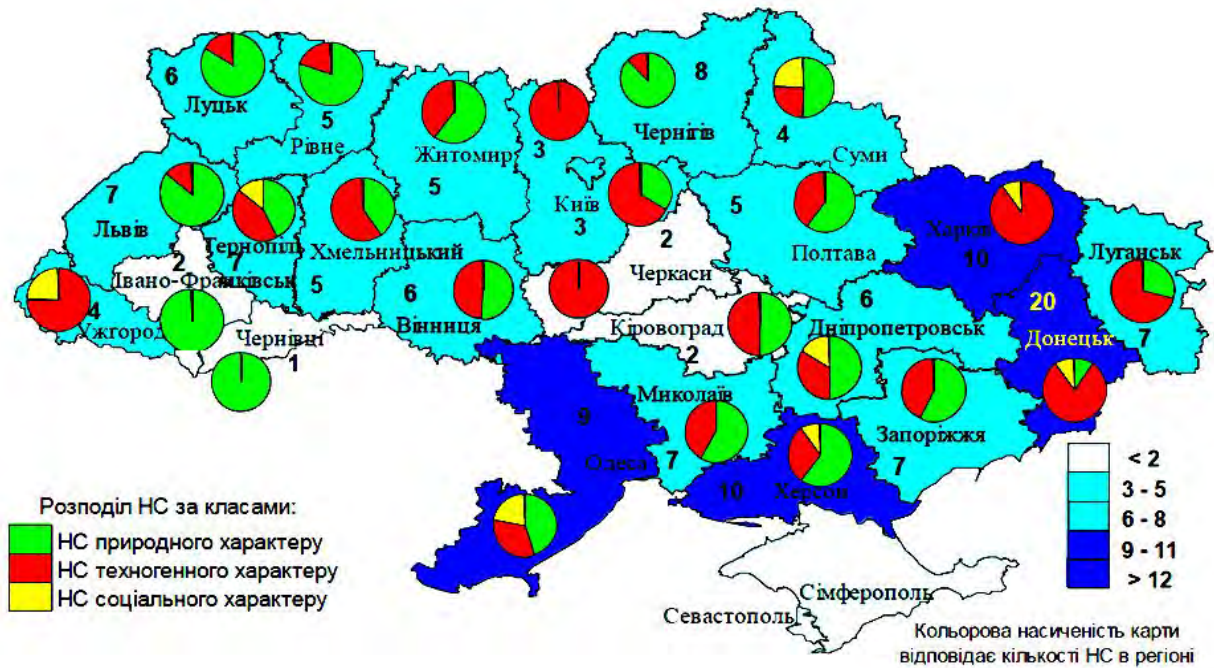 6
Луцьк
5
Рівне
Житомир
5
3
Київ
3
8
Чернігів
4
Суми
7
Львів
Тернопіль
7
Хмельницький
5
2
Івано-Франківськ
4
Ужгород
Чернівці
1
6
Вінниця
2
Черкаси
Кіровоград
2
5
Полтава
Харків
10
Луганськ
7
20
Донецьк
6
Дніпропетровськ
9
Одеса
Миколаїв
7
10
Херсон
Запоріжжя
7
Сімферополь
Севастополь
Розподіл НС за класами:
НС природного характеру
НС техногенного характеру
НС соціального характеру
< 2
3 - 5
6 - 8
9 - 11
> 12
Кольорова насиченість карти
відповідає кількості НС в регіоні